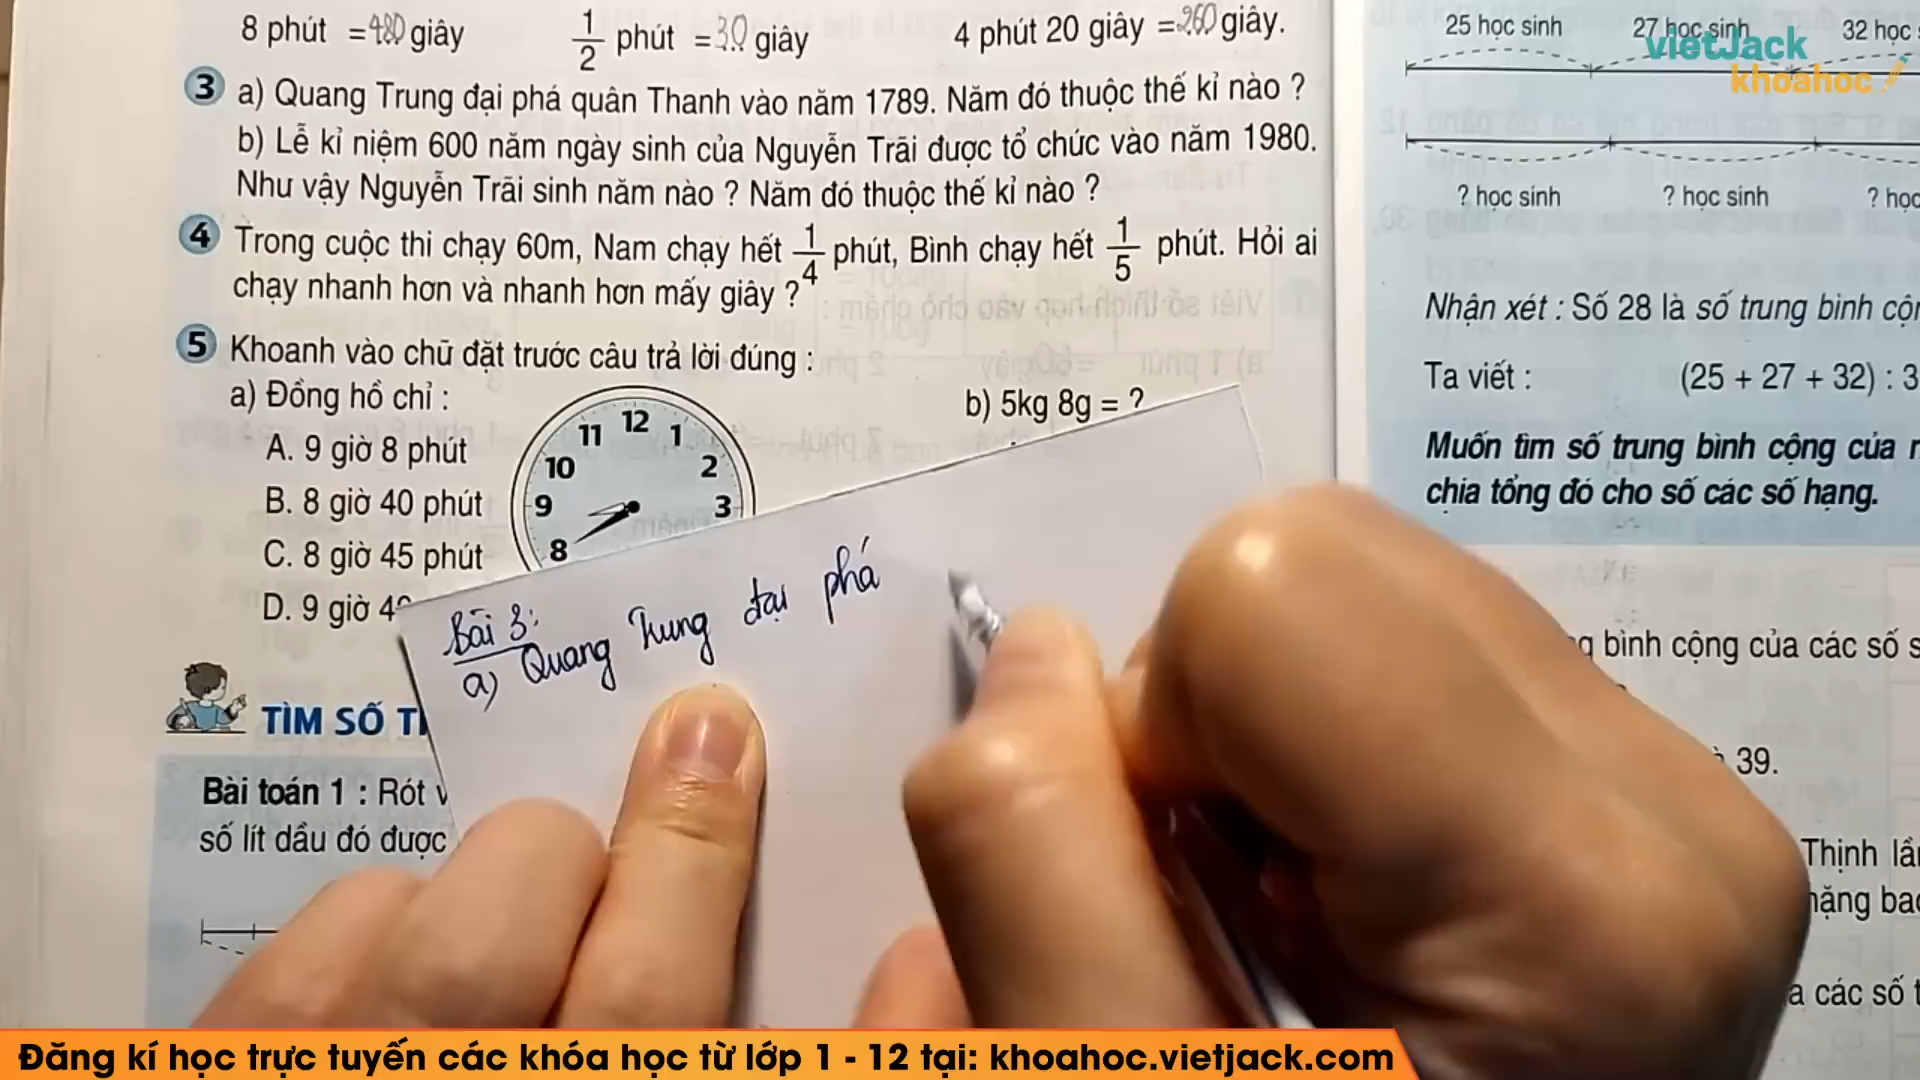 8 phút = 480 giây
1/2 phút = 30 giây
4 phút 20 giây = 260 giây.
3 a) Quang Trung đại phá quân Thanh vào năm 1789. Năm đó thuộc thế kỉ nào ?
b) Lễ kỉ niệm 600 năm ngày sinh của Nguyễn Trãi được tổ chức vào năm 1980.
Như vậy Nguyễn Trãi sinh năm nào ? Năm đó thuộc thế kỉ nào ?
4 Trong cuộc thi chạy 60m, Nam chạy hết 1/4 phút, Bình chạy hết 1/5 phút. Hỏi ai
chạy nhanh hơn và nhanh hơn mấy giây ?
5 Khoanh vào chữ đặt trước câu trả lời đúng :
a) Đồng hồ chỉ :
A. 9 giờ 8 phút
B. 8 giờ 40 phút
C. 8 giờ 45 phút
D. 9 giờ
12
11 1
10 2
9 3
8
b) 5kg 8g = ?
Bài 3:
a) Quang Trung đại phá
TÌM SỐ
Bài toán 1 : Rót
số lít dầu đó được
25 học sinh 27 học sinh 32 học
vietJack
khoahoc
? học sinh ? học sinh ?
Nhận xét : Số 28 là số trung bình
Ta viết : (25 + 27 + 32) : 3
Muốn tìm số trung bình cộng của
chia tổng đó cho số các số hạng.
bình cộng của các số
39.
Thịnh
các số
Đăng kí học trực tuyến các khóa học từ lớp 1 - 12 tại: khoahoc.vietjack.com